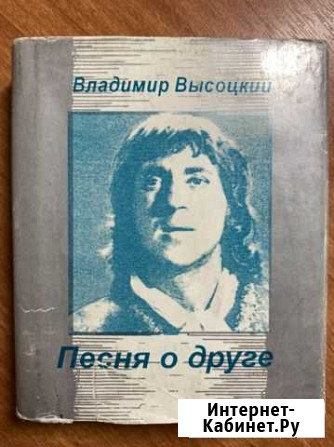 Владимир Высоцкий
Песня о друге
Интернет-
Кабинет.Ру